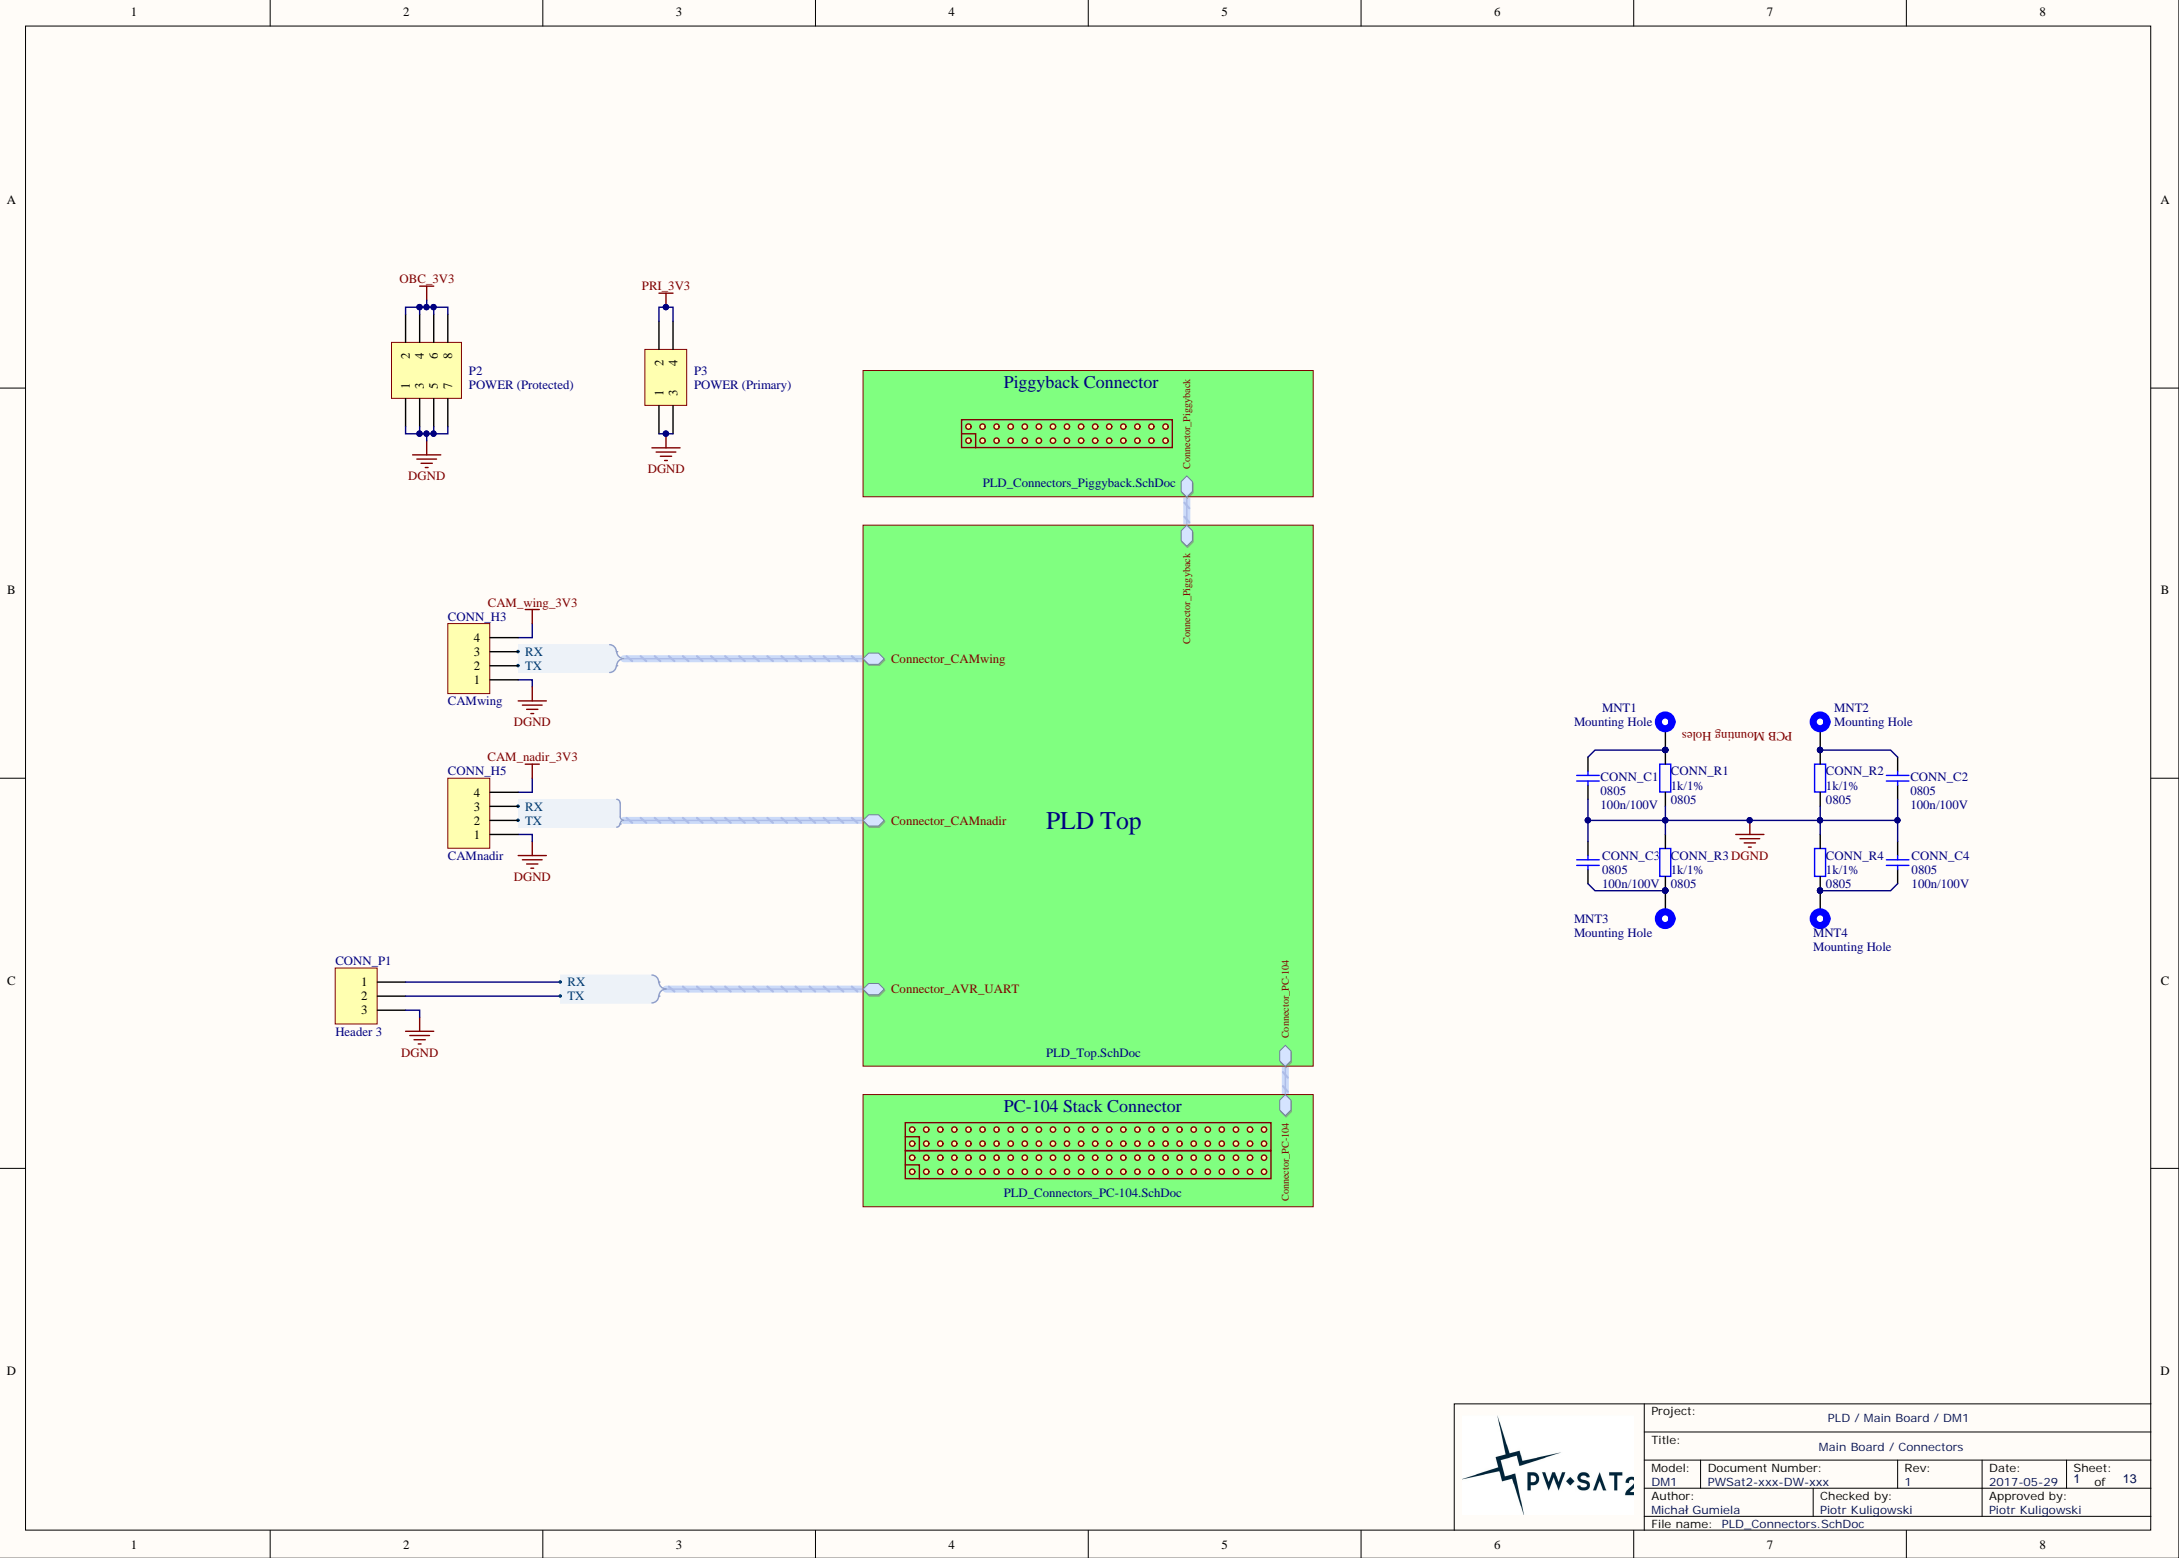 1 2 3 4 5 6 7 8
A A
OBC_3V3
2 4 6 8
1 3 5 7
P2
POWER (Protected)
DGND
PRI_3V3
2 4
1 3
P3
POWER (Primary)
DGND
Piggyback Connector
Connector_Piggyback
PLD_Connectors_Piggyback.SchDoc
Connector_Piggyback
B B
CAM_wing_3V3
CONN_H3
4
3 RX
2 TX
1
CAMwing
DGND
Connector_CAMwing
CAM_nadir_3V3
CONN_H5
4
3 RX
2 TX
1
CAMnadir
DGND
Connector_CAMnadir
PLD Top
MNT1
Mounting Hole
PCB Mounting Holes
MNT2
Mounting Hole
CONN_C1
0805
100n/100V
CONN_R1
1k/1%
0805
CONN_R2
1k/1%
0805
CONN_C2
0805
100n/100V
CONN_C3
0805
100n/100V
CONN_R3
1k/1%
0805
DGND
CONN_R4
1k/1%
0805
CONN_C4
0805
100n/100V
MNT3
Mounting Hole
MNT4
Mounting Hole
C C
CONN_P1
1 RX
2 TX
3
Header 3
DGND
Connector_AVR_UART
Connector_PC-104
PLD_Top.SchDoc
PC-104 Stack Connector
Connector_PC-104
PLD_Connectors_PC-104.SchDoc
D D
PW SAT2
Project:
PLD / Main Board / DM1
Title:
Main Board / Connectors
Model: Document Number: Rev: Date: Sheet:
DM1 PWSat2-xxx-DW-xxx 1 2017-05-29 1 of 13
Author: Checked by: Approved by:
Michał Gumiela Piotr Kuligowski Piotr Kuligowski
File name: PLD_Connectors.SchDoc
1 2 3 4 5 6 7 8